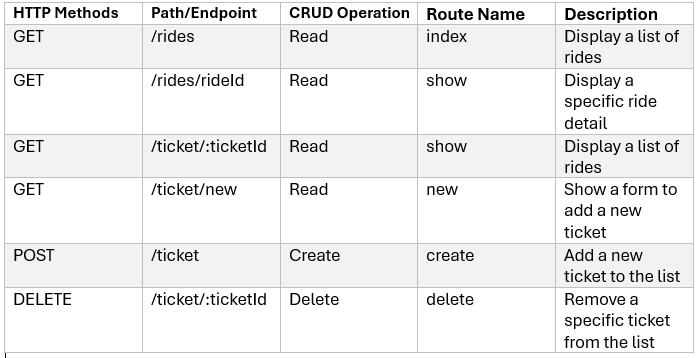 HTTP Methods Path/Endpoint CRUD Operation Route Name Description
GET /rides Read index Display a list of
rides
GET /rides/rideId Read show Display a
specific ride
detail
GET /ticket/:ticketId Read show Display a list of
rides
GET /ticket/new Read new Show a form to
add a new
ticket
POST /ticket Create create Add a new
ticket to the list
DELETE /ticket/:ticketId Delete delete Remove a
specific ticket
from the list